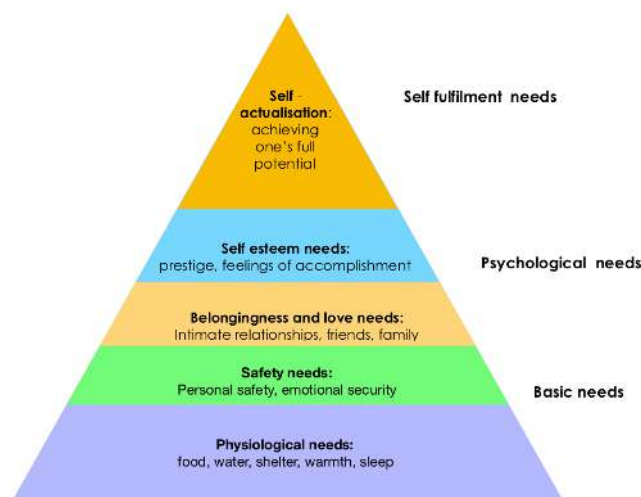 Self -
actualisation:
achieving
one's full
potential
Self fulfilment needs
Self esteem needs:
prestige, feelings of accomplishment
Psychological needs
Belongingness and love needs:
Intimate relationships, friends, family
Safety needs:
Personal safety, emotional security
Basic needs
Physiological needs:
food, water, shelter, warmth, sleep